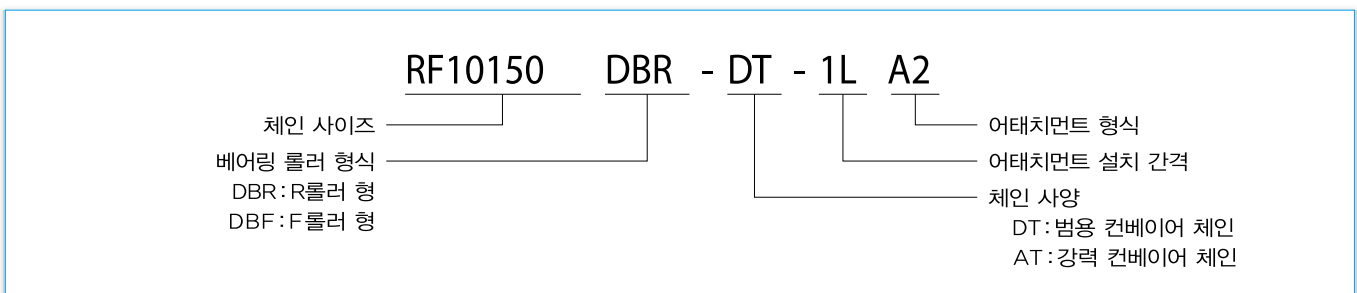 RF10150 DBR - DT - 1L A2
체인 사이즈
베어링 롤러 형식
DBR:R롤러 형
DBF:F롤러 형
어태치먼트 형식
어태치먼트 설치 간격
체인 사양
DT:범용 컨베이어 체인
AT:강력 컨베이어 체인